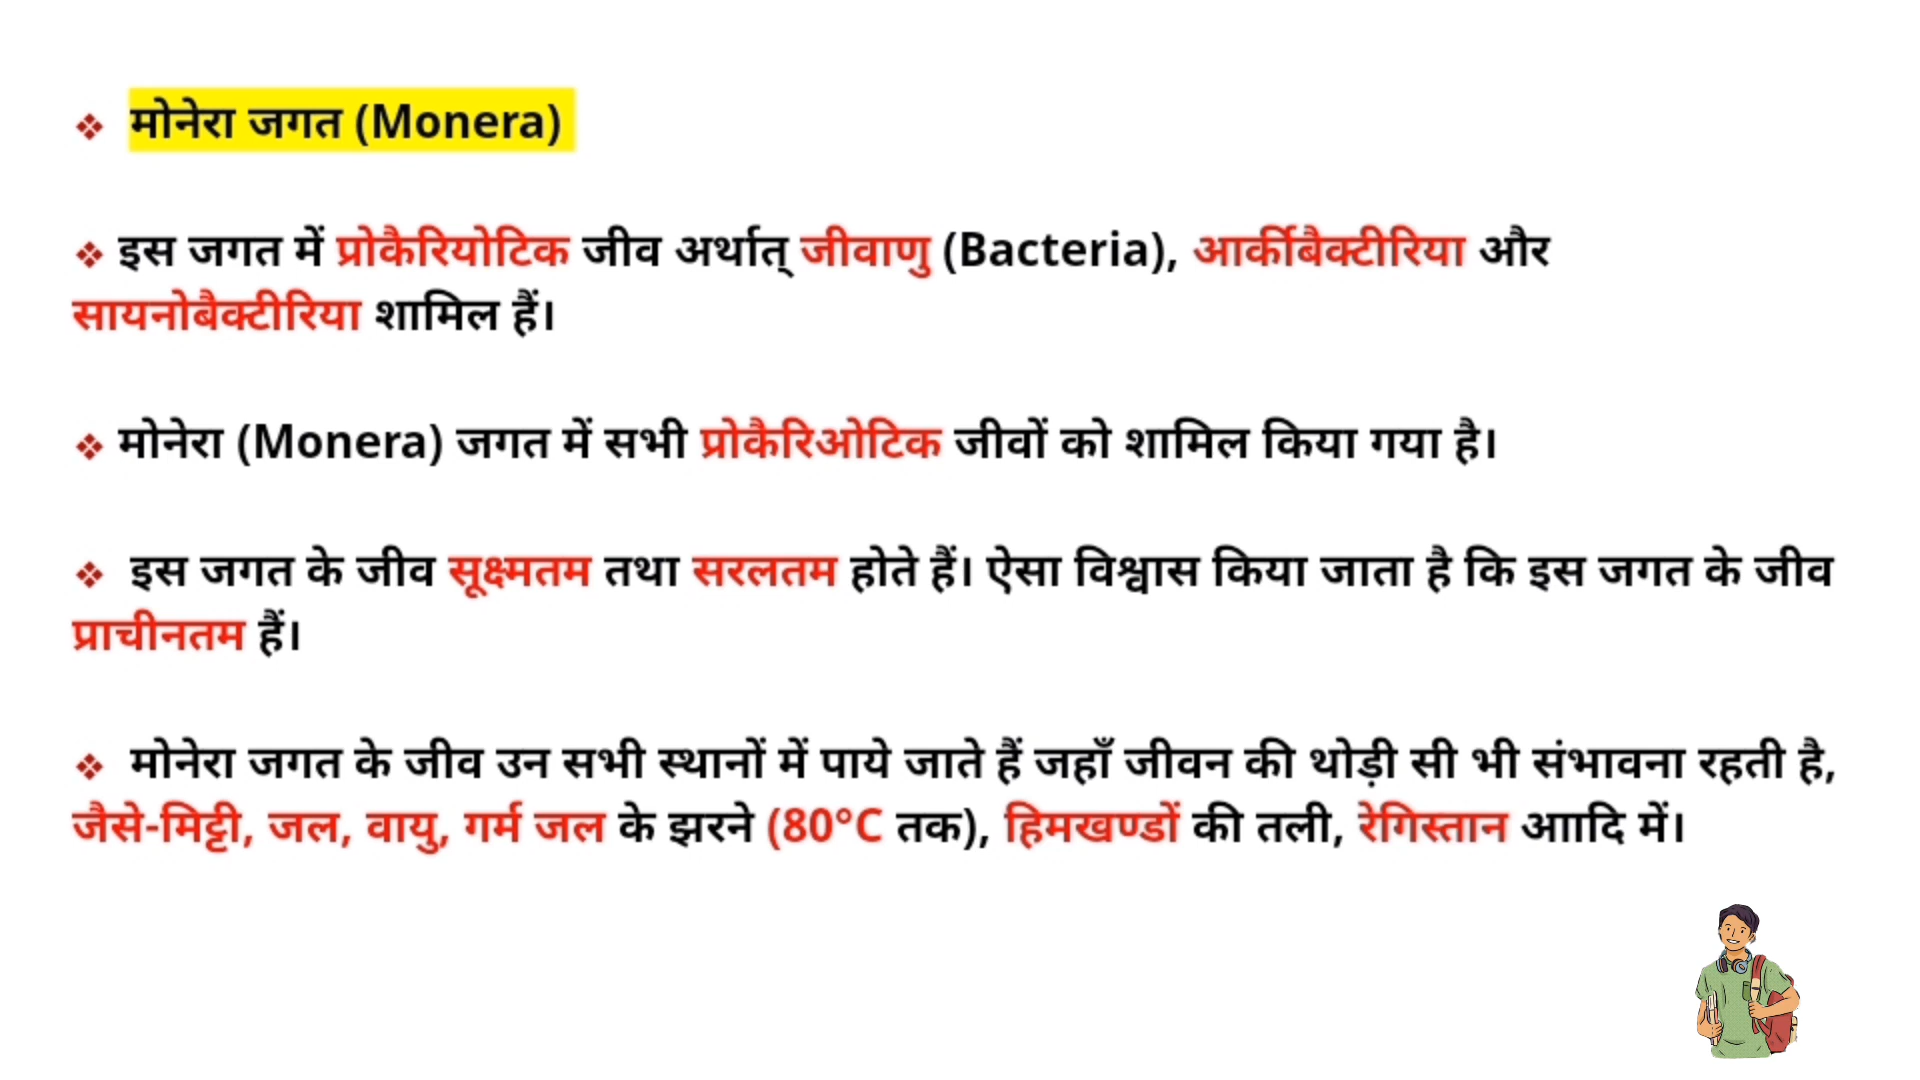 ❖ मोनेरा जगत (Monera)
❖ इस जगत में प्रोकैरियोटिक जीव अर्थात् जीवाणु (Bacteria), आर्कीबैक्टीरिया और
सायनोबैक्टीरिया शामिल हैं।
❖ मोनेरा (Monera) जगत में सभी प्रोकैरिओटिक जीवों को शामिल किया गया है।
❖ इस जगत के जीव सूक्ष्मतम तथा सरलतम होते हैं। ऐसा विश्वास किया जाता है कि इस जगत के जीव
प्राचीनतम हैं।
❖ मोनेरा जगत के जीव उन सभी स्थानों में पाये जाते हैं जहाँ जीवन की थोड़ी सी भी संभावना रहती है,
जैसे-मिट्टी, जल, वायु, गर्म जल के झरने (80°C तक), हिमखण्डों की तली, रेगिस्तान आादि में।